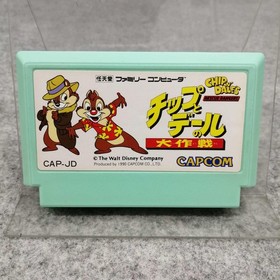 任天堂 ファミリー コンピュータ
CHIP 'N DALE'S
チップと
デールの
大作戦
© The Walt Disney Company
Produced by 1990 CAPCOM CO., LTD.
CAP-JD
CAPCOM